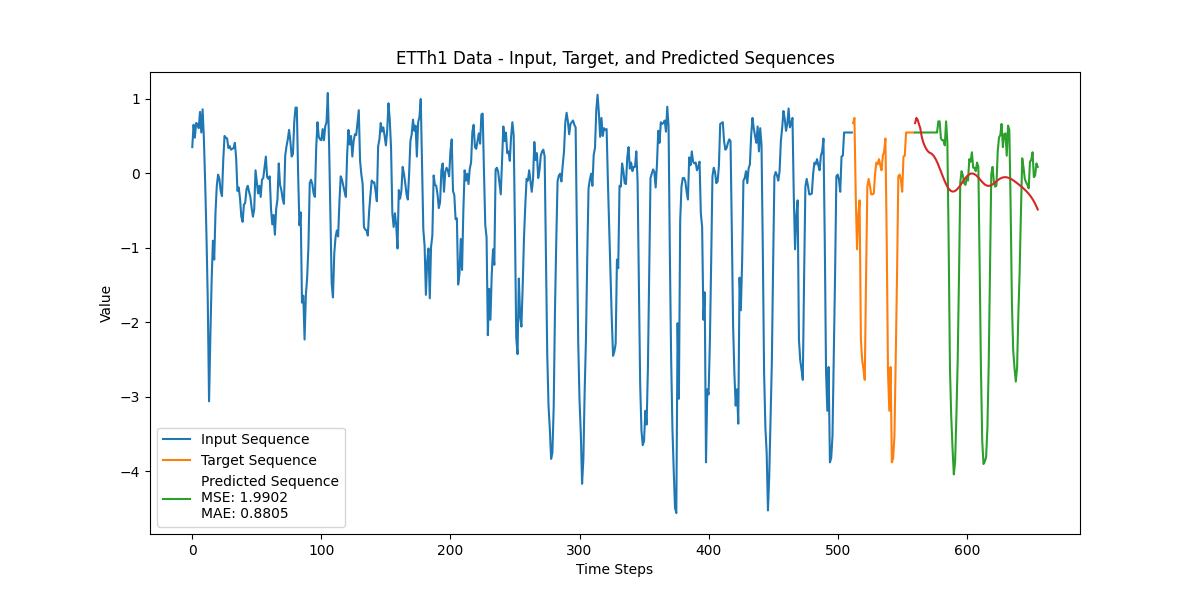 ETTh1 Data - Input, Target, and Predicted Sequences
Value
1
0
−1
−2
−3
−4
Input Sequence
Target Sequence
Predicted Sequence
MSE: 1.9902
MAE: 0.8805
0 100 200 300 400 500 600
Time Steps